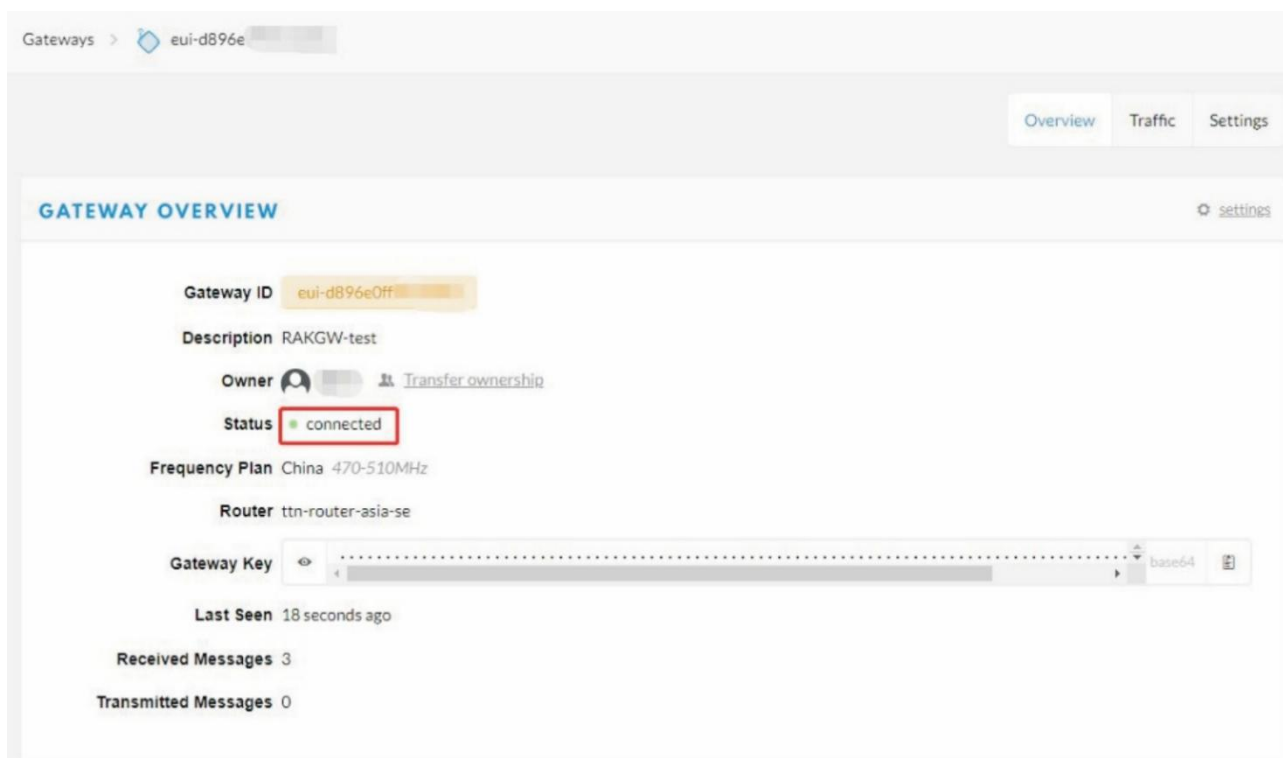 Gateways > eui-d896e
Overview Traffic Settings
GATEWAY OVERVIEW settings
Gateway ID eui-d896e0ff
Description RAKGW-test
Owner Transfer ownership
Status connected
Frequency Plan China 470-510MHz
Router ttn-router-asia-se
Gateway Key base64
Last Seen 18 seconds ago
Received Messages 3
Transmitted Messages 0